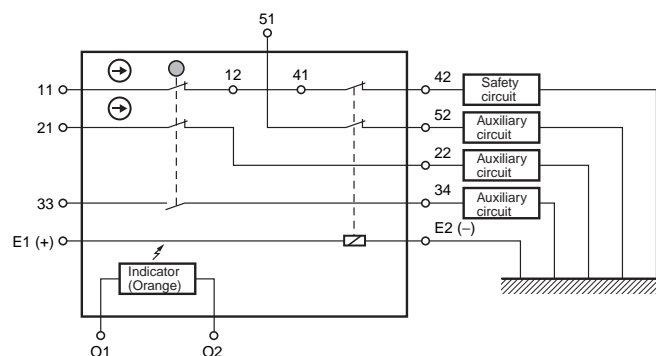 51
11
12
41
42
Safety
circuit
21
52
Auxiliary
circuit
22
Auxiliary
circuit
33
34
Auxiliary
circuit
E1 (+)
E2 (−)
Indicator
(Orange)
O1
O2